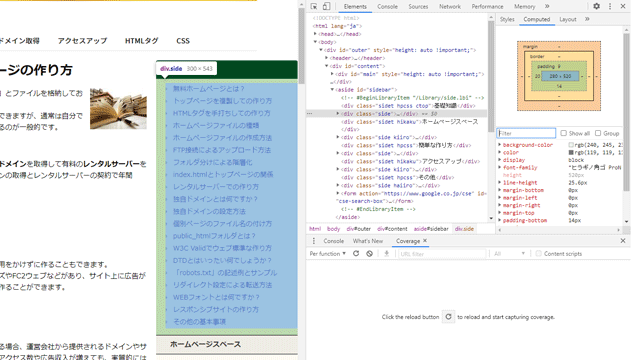 ドメイン取得
アクセスアップ
HTMLタグ
CSS
ページの作り方
とファイルを格納してお
できますが、通常は自分で
るのが一般的です。
ドメインを取得して有料のレンタルサーバーを
ンの取得とレンタルサーバーの契約で年間
用をかけずに作ることもできます。
ズやFC2ウェブなどがあり、サイト上に広告が
作ることができます。
る場合、運営会社から提供されるドメインやサ
アクセス数や広告収入が増えても、実質的には
div.side 300 × 543
無料ホームページとは？
トップページを複製しての作り方
HTMLタグを手打しての作り方
ホームページファイルの種類
ホームページファイルの作成方法
FTP接続によるアップロード方法
フォルダ分けによる階層化
index.htmlとトップページの関係
レンタルサーバーでの作り方
独自ドメインとは何ですか？
独自ドメインの設定方法
個別ページのファイル名の付け方
public_htmlフォルダとは？
W3C Validでウェブ標準な作り方
DTDとはいったい何でしょうか？
「robots.txt」の記述例とサンプル
リダイレクト設定による転送方法
WEBフォントとは何ですか？
レスポンシブサイトの作り方
その他の基本事項
ホームページスペース
Elements Console Sources Network Performance Memory »
<!DOCTYPE html>
<html lang="ja">
<head>…</head>
<body>
<div id="outer" style="height: auto !important;">
<header>…</header>
<div id="content">
<div id="main" style="height: auto !important;">
…</div>
<aside id="sidebar">
<!-- #BeginLibraryItem "/Library/side.lbi" -->
<div class="sidet hpcss ctop">基礎知識</div>
<div class="side">…</div> == $0
<div class="sidet hikaku">ホームページスペース
</div>
<div class="side kiiro">…</div>
<div class="sidet hpcss">簡単な作り方</div>
<div class="side kiiro">…</div>
<div class="sidet hikaku">アクセスアップ</div>
<div class="side kiiro">…</div>
<div class="sidet hpcss">その他</div>
<div class="side haiiro">…</div>
<form action="https://www.google.co.jp/cse" id=
"cse-search-box">…</form>
<!-- #EndLibraryItem -->
</aside>
html body div#outer div#content aside#sidebar div.side
Styles Computed Layout »
margin
border
padding
20
260 × 520
14
Filter Show all Group
background-color
rgb(240, 245, 2
color
rgb(119, 119, 1
display
block
font-family
"ヒラギノ角ゴ ProN
height
520px
line-height
25.6px
margin-bottom
0px
margin-left
0px
margin-right
0px
margin-top
0px
padding-bottom
14px
Console What's New Coverage ×
Per function URL filter All Content scripts
Click the reload button to reload and start capturing coverage.